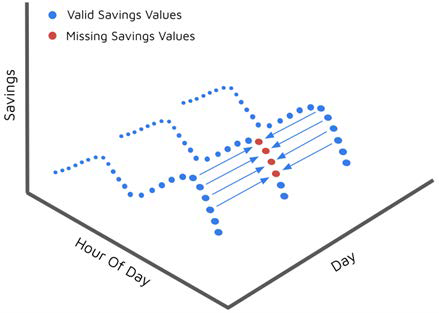 Valid Savings Values
Missing Savings Values
Savings
Hour Of Day
Day